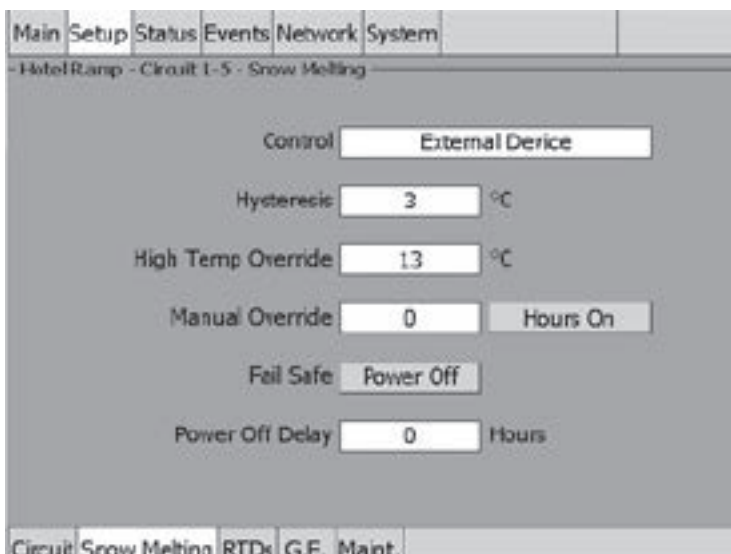 Main Setup Status Events Network System
- Hotel Ramp - Circuit 1-5 - Snow Melting
Control External Device
Hysteresis 3 °C
High Temp Override 13 °C
Manual Override 0 Hours On
Fail Safe Power Off
Power Off Delay 0 Hours
Circuit Snow Melting RTDs G.F. Maint.